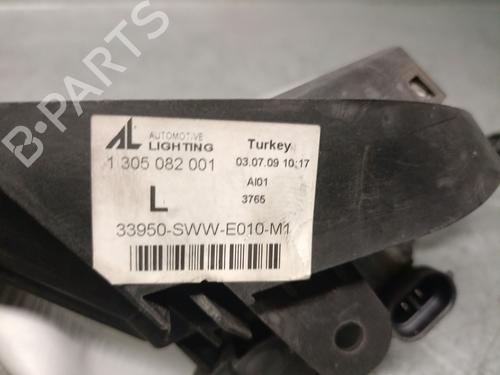 B-PARTS
AL AUTOMOTIVE LIGHTING
Turkey
1 305 082 001
03.07.09 10:17
L
AI01
3765
33950-SWW-E010-M1